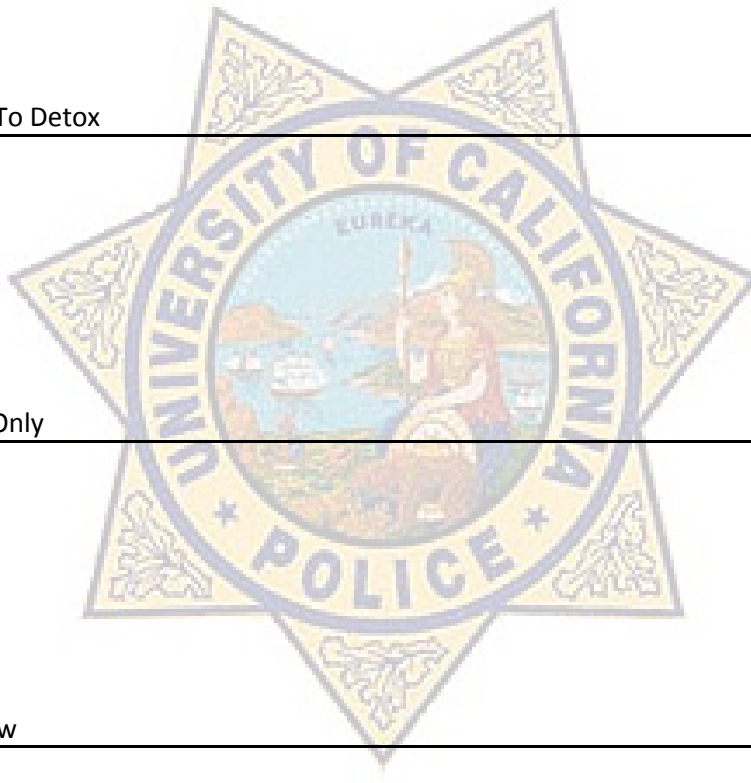 To Detox
EUREKA
UNIVERSITY OF CALIFORNIA
Only
POLICE
w